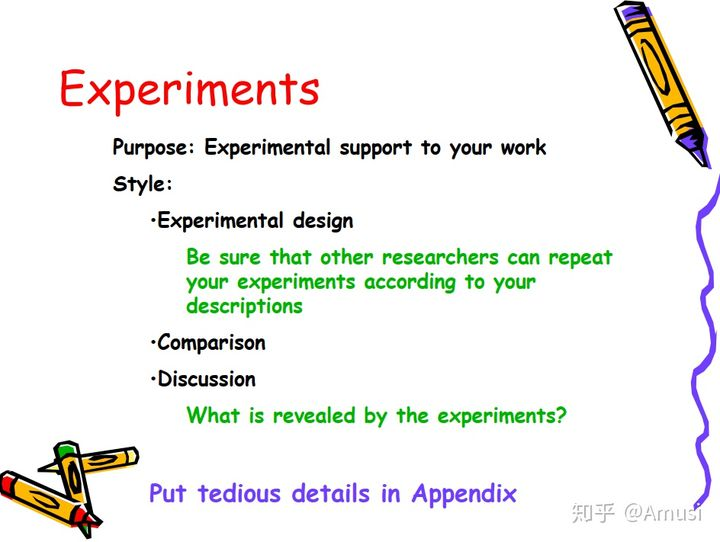 Experiments
Purpose: Experimental support to your work
Style:
•Experimental design
Be sure that other researchers can repeat
your experiments according to your
descriptions
•Comparison
•Discussion
What is revealed by the experiments?
Put tedious details in Appendix
知乎 @Amusi